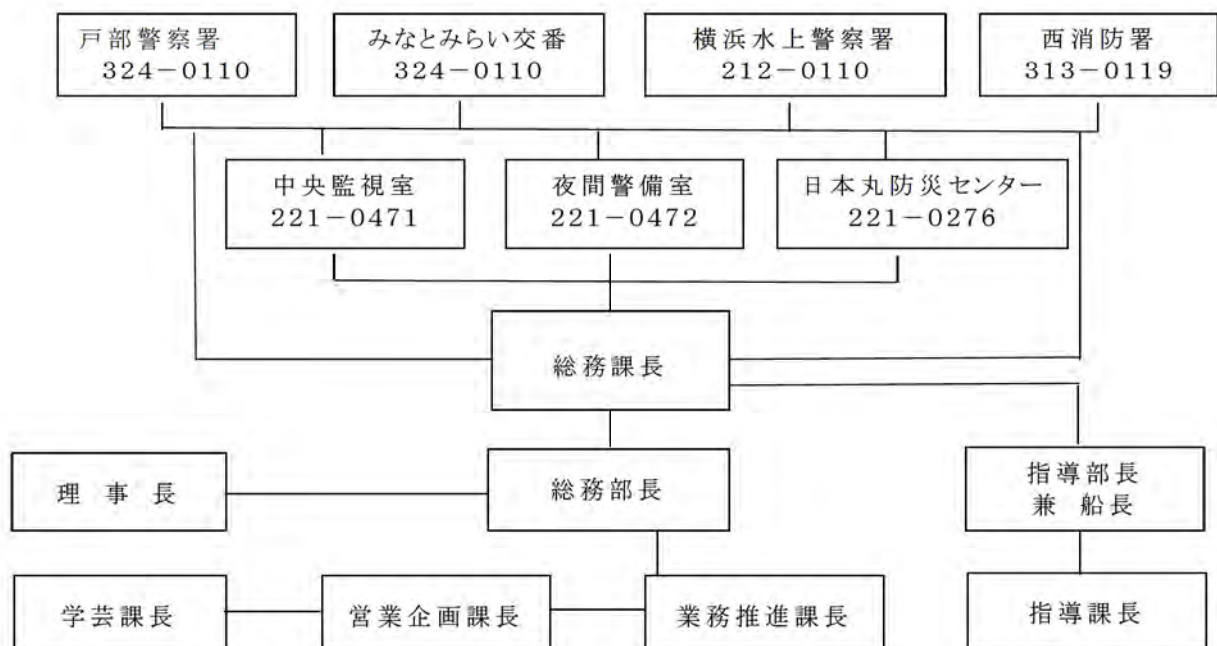 戸部警察署
324-0110
みなとみらい交番
324-0110
横浜水上警察署
212-0110
西消防署
313-0119
中央監視室
221-0471
夜間警備室
221-0472
日本丸防災センター
221-0276
総務課長
理事長
総務部長
指導部長
兼 船長
学芸課長
営業企画課長
業務推進課長
指導課長